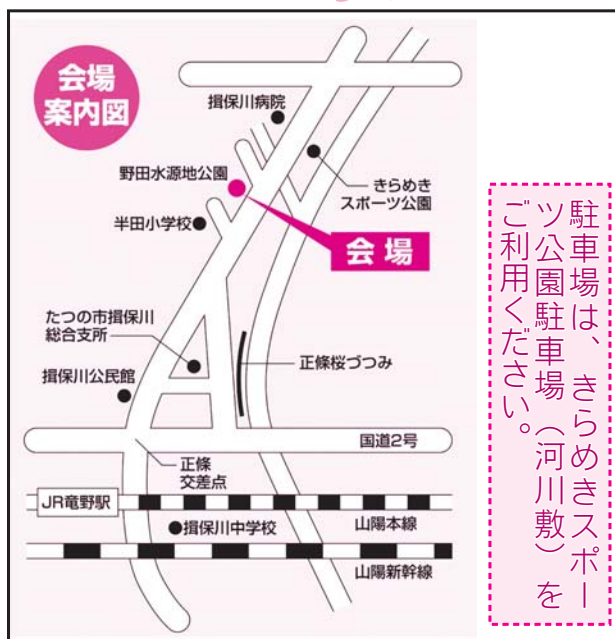 会場
案内図
揖保川病院
野田水源地公園
きらめき
スポーツ公園
半田小学校
会場
たつの市揖保川
総合支所
正條桜づつみ
揖保川公民館
国道2号
正條
交差点
JR竜野駅
揖保川中学校
山陽本線
山陽新幹線
駐車場は、きらめきスポー
ツ公園駐車場(河川敷)を
ご利用ください。